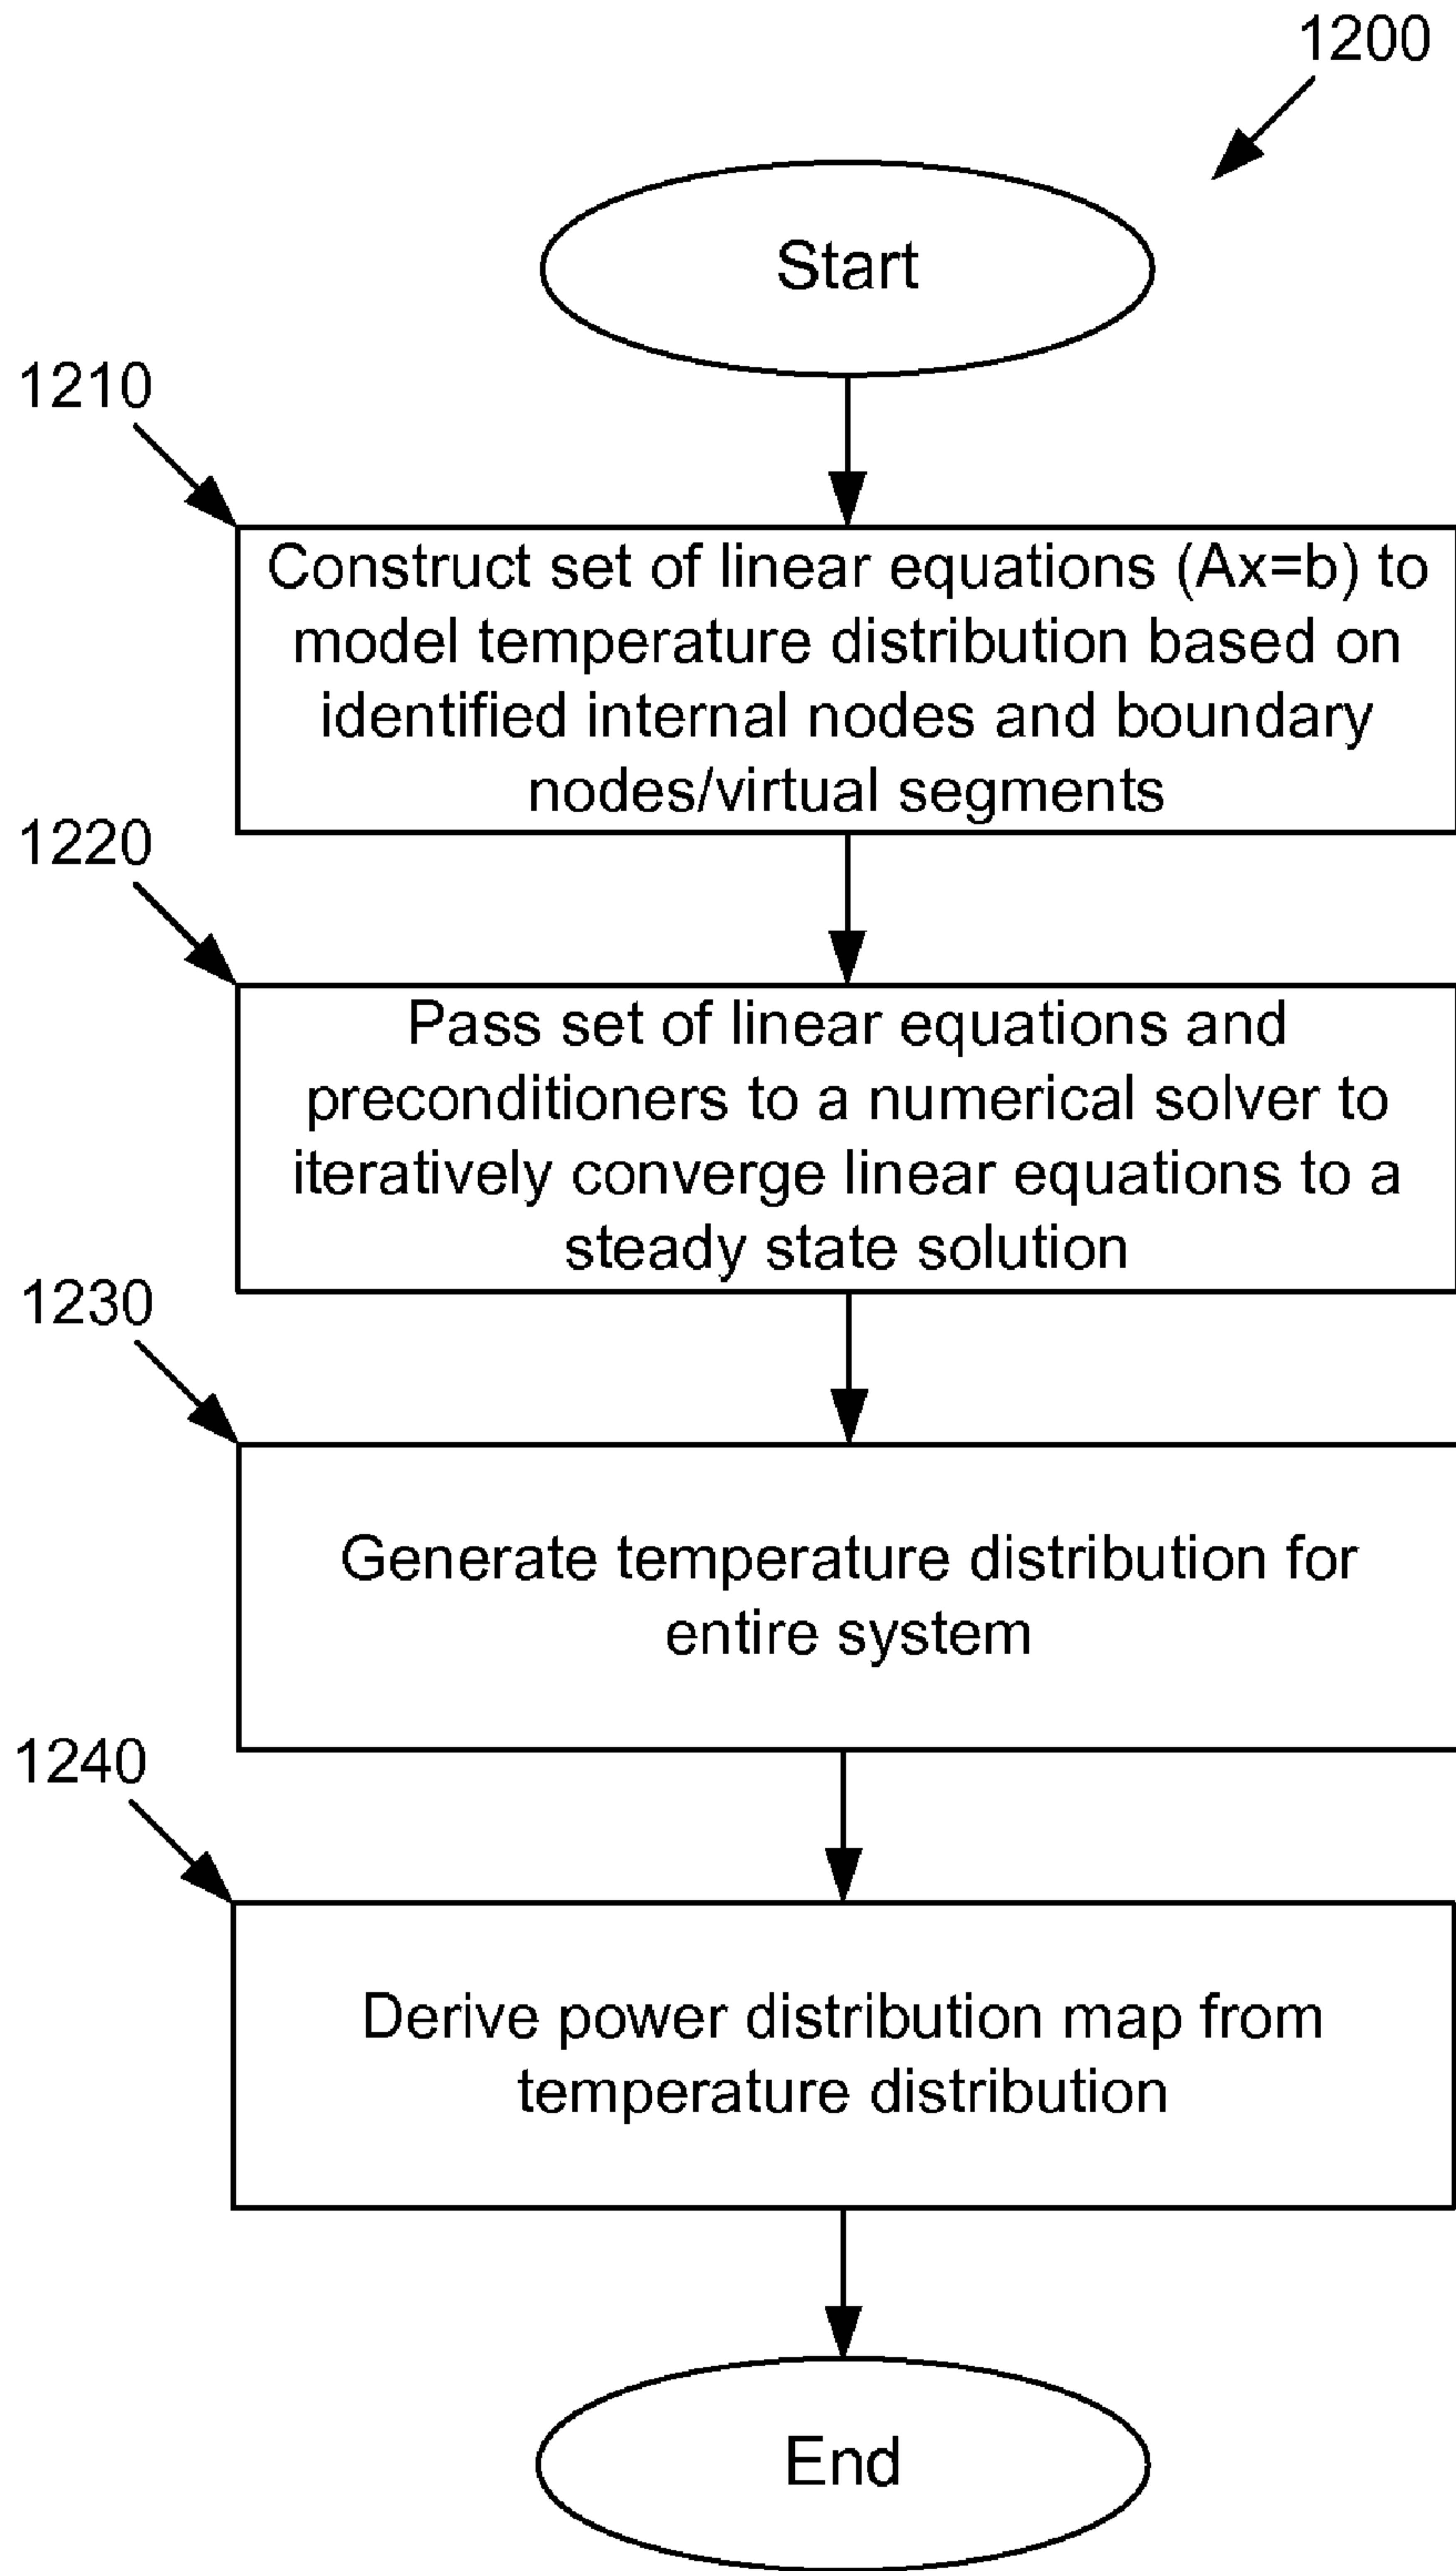 1200
Start
1210
Construct set of linear equations (Ax=b) to
model temperature distribution based on
identified internal nodes and boundary
nodes/virtual segments
1220
Pass set of linear equations and
preconditioners to a numerical solver to
iteratively converge linear equations to a
steady state solution
1230
Generate temperature distribution for
entire system
1240
Derive power distribution map from
temperature distribution
End